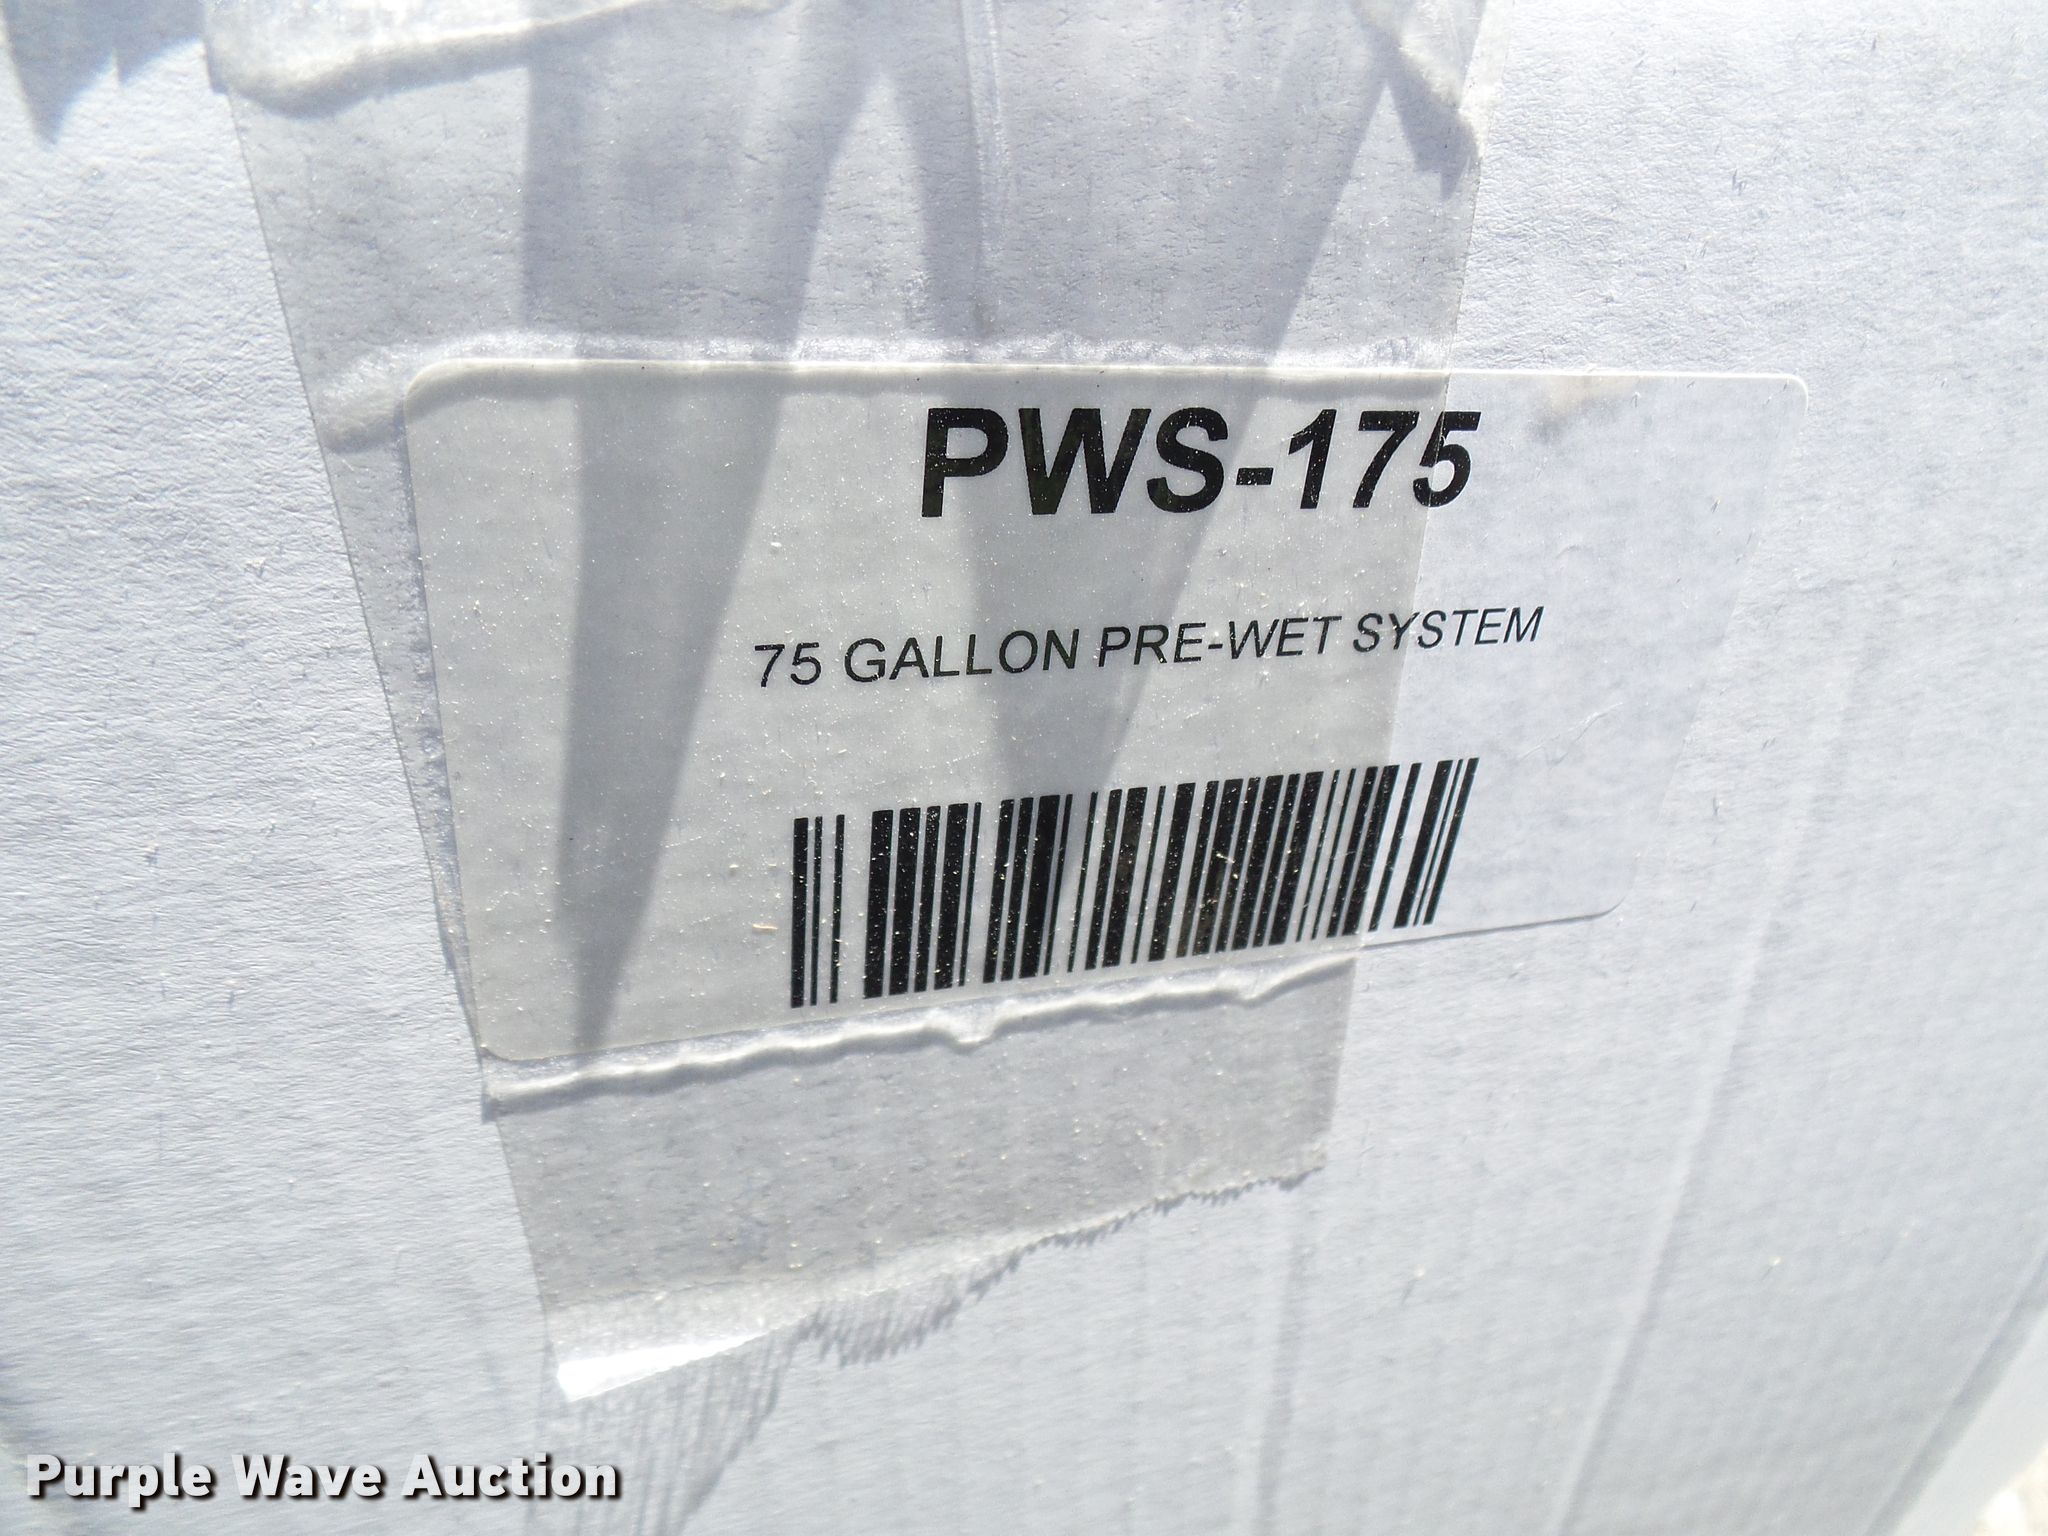 PWS-175
75 GALLON PRE-WET SYSTEM
Purple Wave Auction